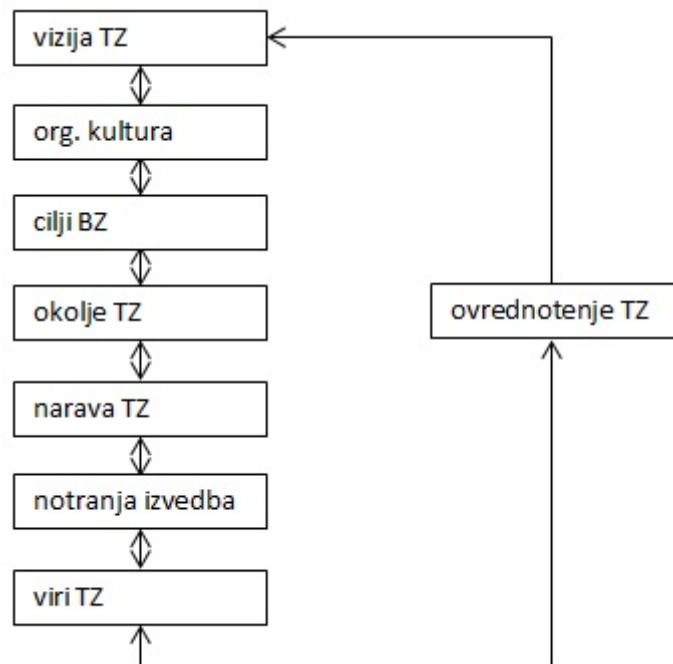 vizija TZ
org. kultura
cilji BZ
okolje TZ
ovrednotenje TZ
narava TZ
notranja izvedba
viri TZ